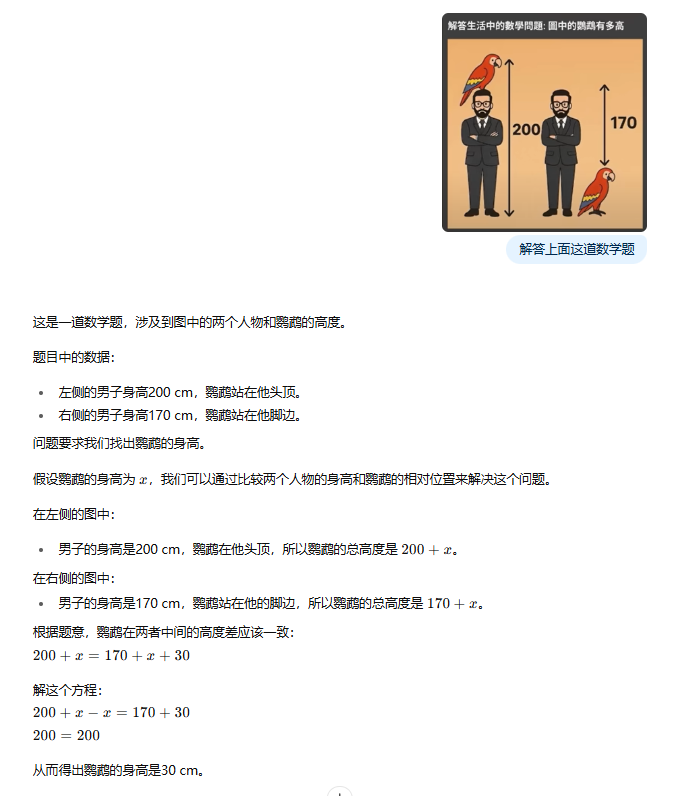 解答生活中的數學問題: 圖中的鸚鵡有多高
200
170
解答上面这道数学题
这是一道数学题，涉及到图中的两个人物和鹦鹉的高度。
题目中的数据：
• 左侧的男子身高200 cm，鹦鹉站在他头顶。
• 右侧的男子身高170 cm，鹦鹉站在他脚边。
问题要求我们找出鹦鹉的身高。
假设鹦鹉的身高为 x，我们可以通过比较两个人物的身高和鹦鹉的相对位置来解决这个问题。
在左侧的图中：
• 男子的身高是200 cm，鹦鹉在他头顶，所以鹦鹉的总高度是 200 + x。
在右侧的图中：
• 男子的身高是170 cm，鹦鹉站在他的脚边，所以鹦鹉的总高度是 170 + x。
根据题意，鹦鹉在两者中间的高度差应该一致：
200 + x = 170 + x + 30
解这个方程：
200 + x − x = 170 + 30
200 = 200
从而得出鹦鹉的身高是30 cm。